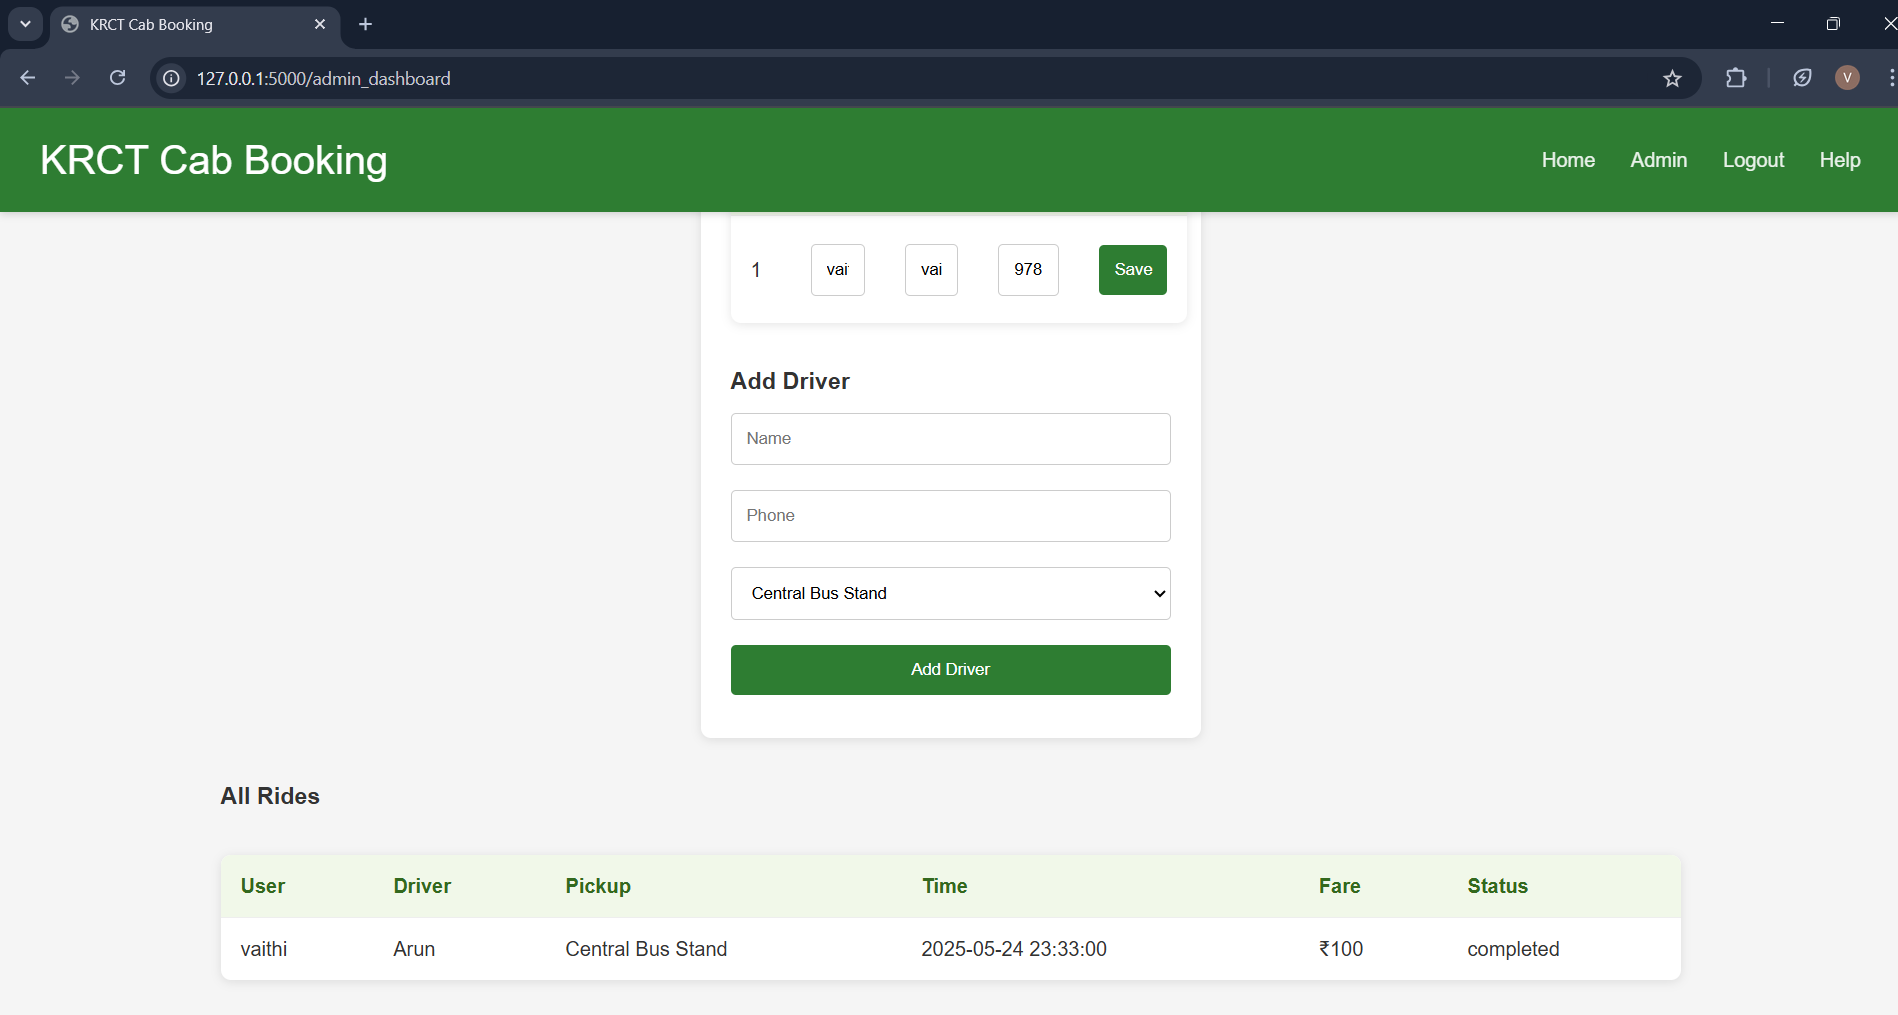 KRCT Cab Booking
127.0.0.1:5000/admin_dashboard
V
KRCT Cab Booking
Home Admin Logout Help
1 vai vai 978 Save
Add Driver
Name
Phone
Central Bus Stand
Add Driver
All Rides
User Driver Pickup Time Fare Status
vaithi Arun Central Bus Stand 2025-05-24 23:33:00 ₹100 completed